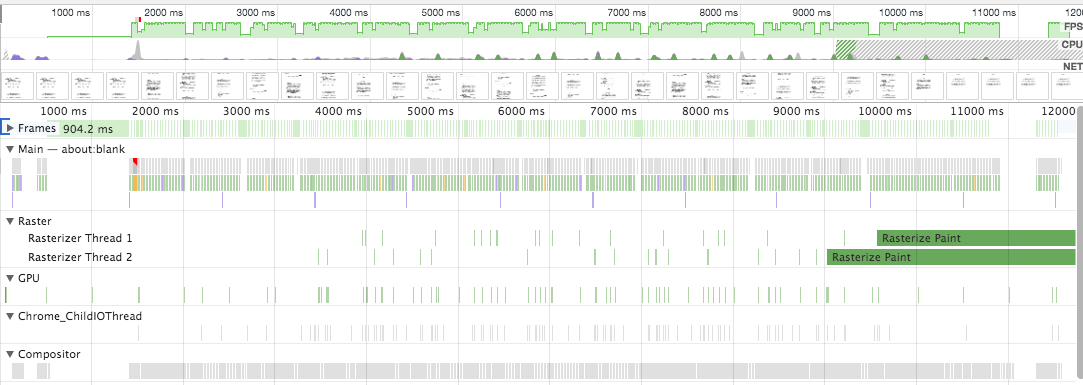 1000 ms 2000 ms 3000 ms 4000 ms 5000 ms 6000 ms 7000 ms 8000 ms 9000 ms 10000 ms 11000 ms 120
FPS
CPU
NET
1000 ms 2000 ms 3000 ms 4000 ms 5000 ms 6000 ms 7000 ms 8000 ms 9000 ms 10000 ms 11000 ms 12000
Frames 904.2 ms
Main — about:blank
Raster
Rasterizer Thread 1 Rasterize Paint
Rasterizer Thread 2 Rasterize Paint
GPU
Chrome_ChildIOThread
Compositor